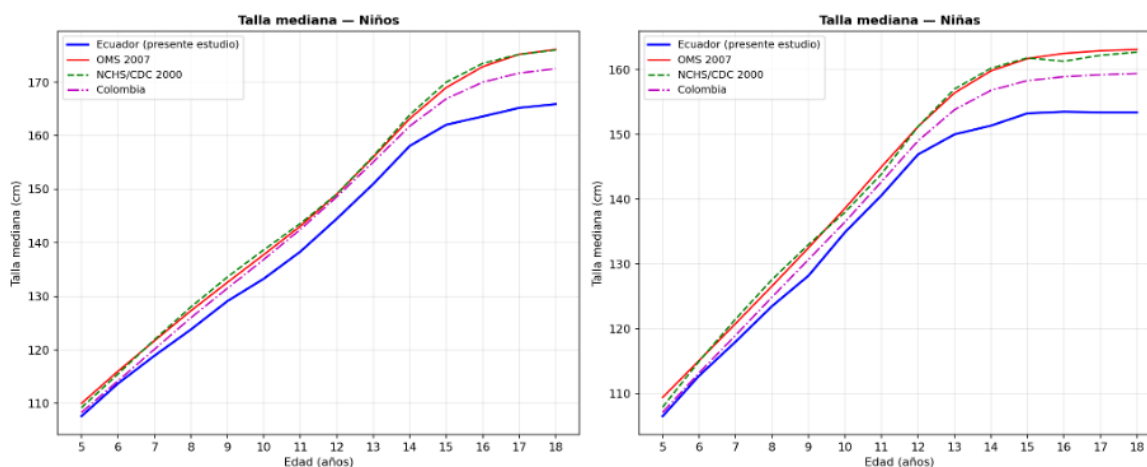 Talla mediana — Niños
Ecuador (presente estudio)
OMS 2007
NCHS/CDC 2000
Colombia
Talla mediana (cm)
170
160
150
140
130
120
110
5 6 7 8 9 10 11 12 13 14 15 16 17 18
Edad (años)
Talla mediana — Niñas
Ecuador (presente estudio)
OMS 2007
NCHS/CDC 2000
Colombia
Talla mediana (cm)
160
150
140
130
120
110
5 6 7 8 9 10 11 12 13 14 15 16 17 18
Edad (años)